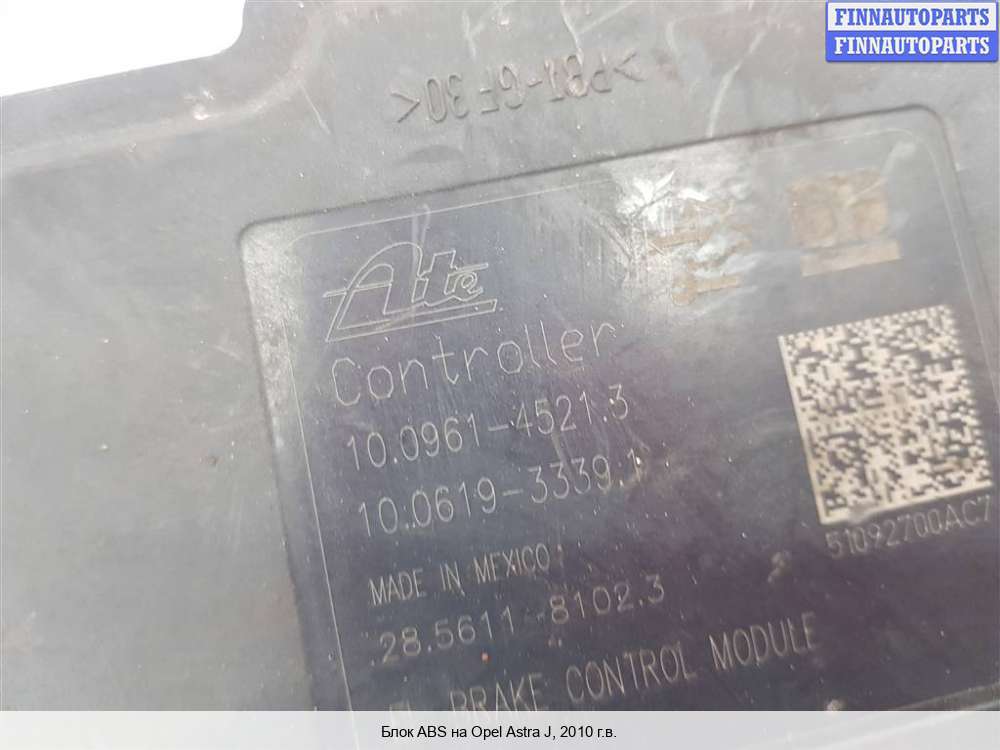 FINNAUTOPARTS
FINNAUTOPARTS
>PBT-GF30<
Ate
Controller
10.0961-4521.3
10.0619-3339.1
51092700AC7
MADE IN MEXICO
28.5611-8102.3
BRAKE CONTROL MODULE
Блок ABS на Opel Astra J, 2010 г.в.